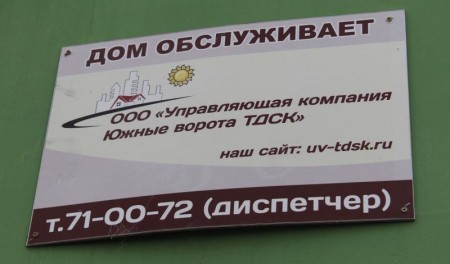 ДОМ ОБСЛУЖИВАЕТ
ООО «Управляющая компания
Южные ворота ТДСК»
наш сайт: uv-tdsk.ru
т.71-00-72 (диспетчер)